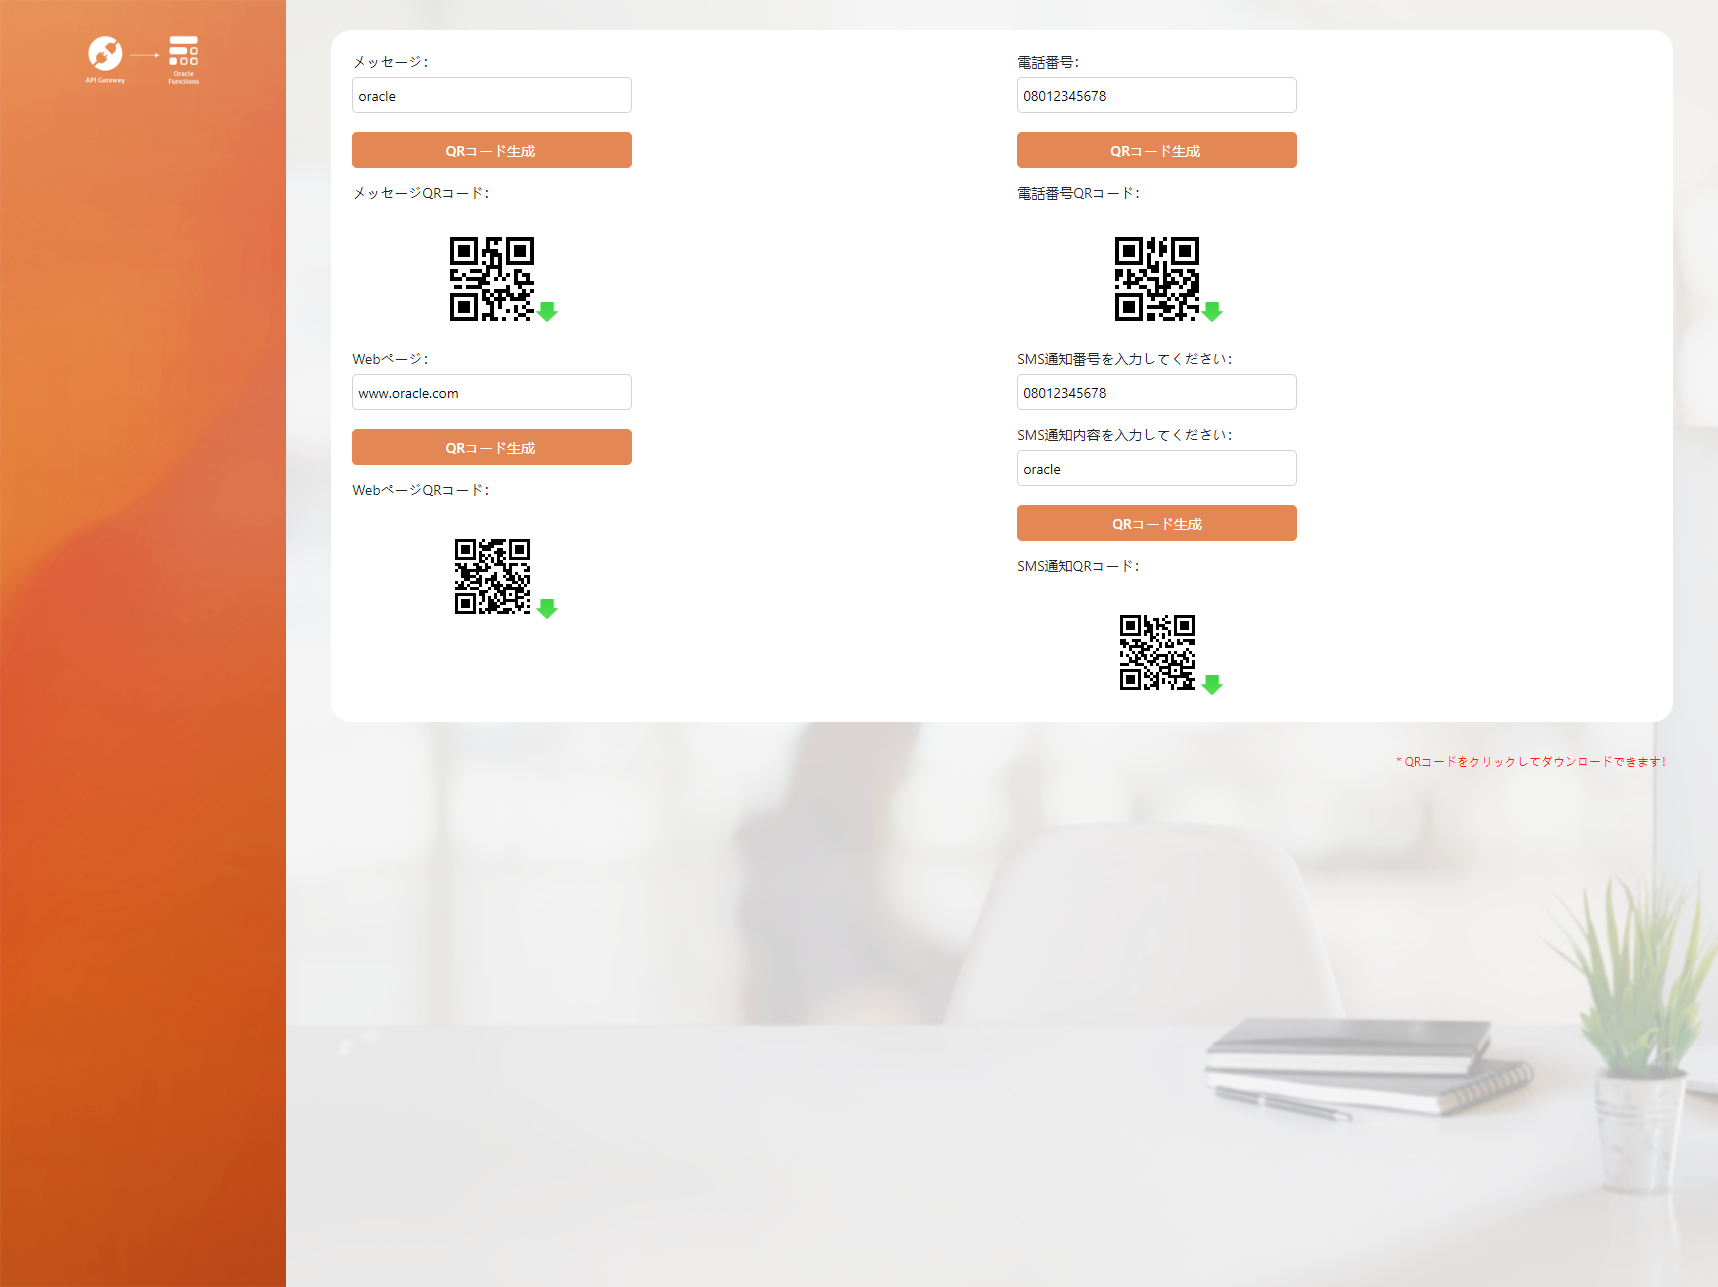 API Gateway
Oracle
Functions
メッセージ：
oracle
QRコード生成
メッセージQRコード：
Webページ：
www.oracle.com
QRコード生成
WebページQRコード：
電話番号：
08012345678
QRコード生成
電話番号QRコード：
SMS通知番号を入力してください：
08012345678
SMS通知内容を入力してください：
oracle
QRコード生成
SMS通知QRコード：
* QRコードをクリックしてダウンロードできます！